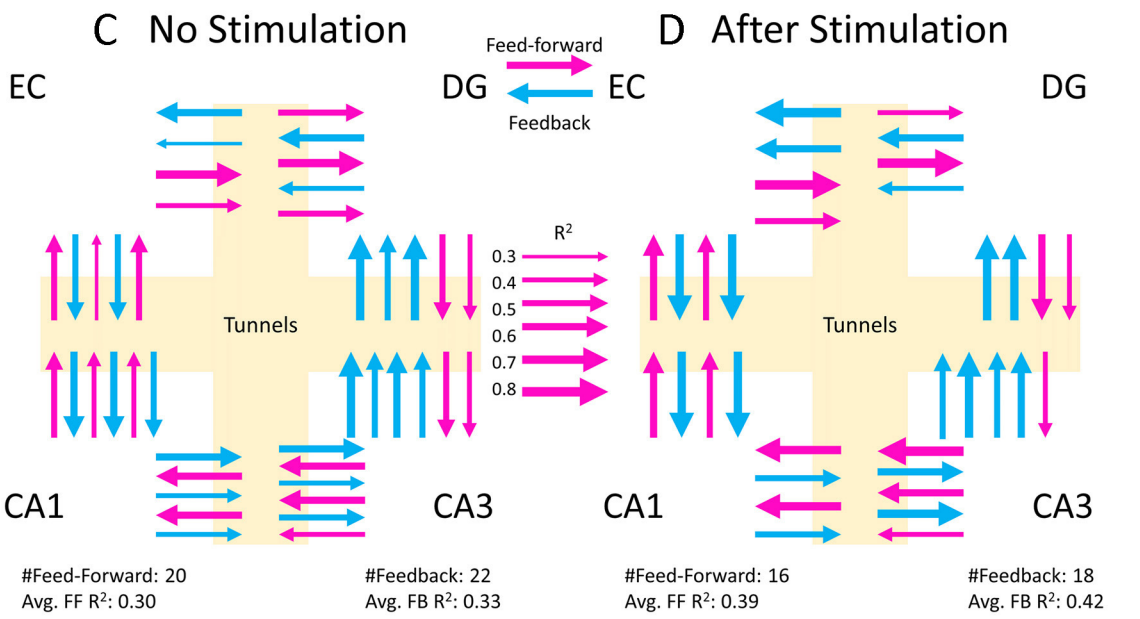 C No Stimulation
D After Stimulation
Feed-forward
Feedback
EC
DG
EC
DG
R²
0.3
0.4
0.5
0.6
0.7
0.8
Tunnels
Tunnels
CA1
CA3
CA1
CA3
#Feed-Forward: 20
Avg. FF R²: 0.30
#Feedback: 22
Avg. FB R²: 0.33
#Feed-Forward: 16
Avg. FF R²: 0.39
#Feedback: 18
Avg. FB R²: 0.42